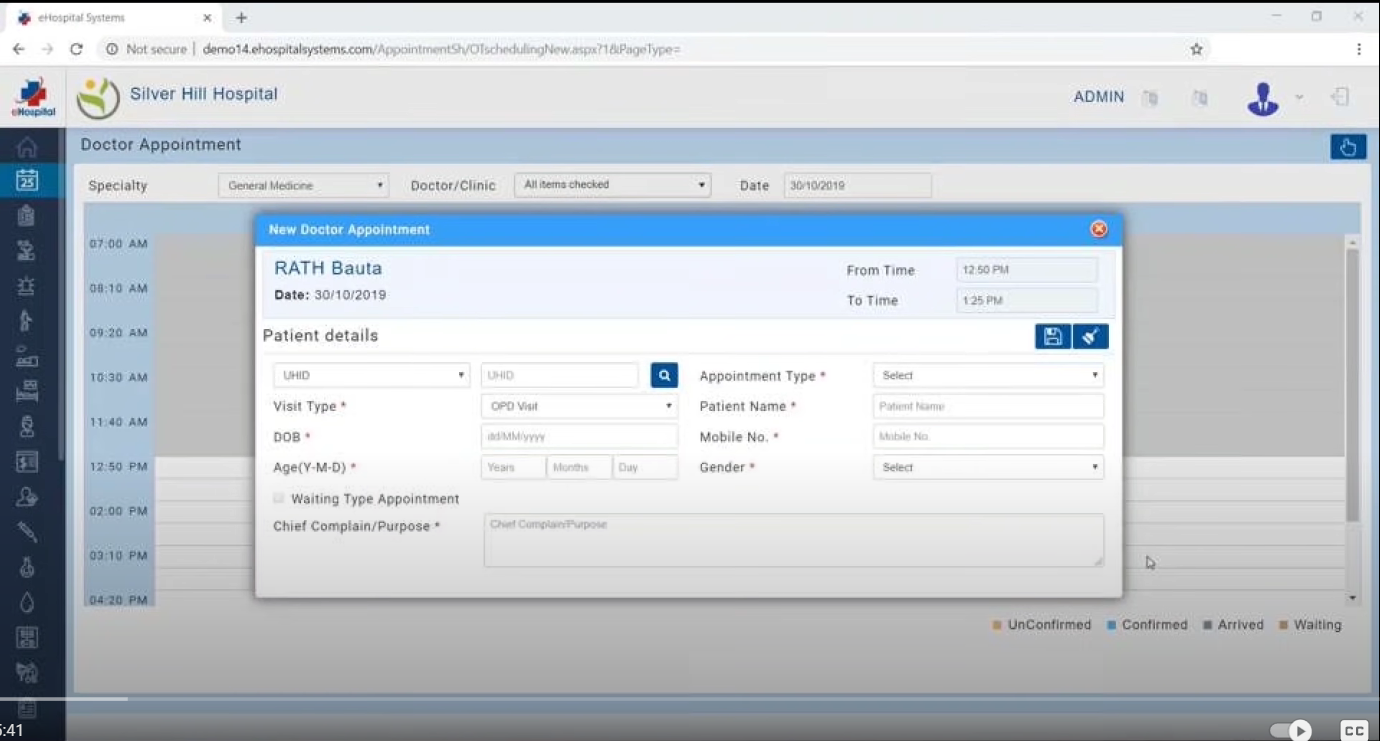 eHospital Systems
Not secure | demo14.ehospitalsystems.com/AppointmentSh/OTschedulingNew.aspx?1&PageType=
eHospital
Silver Hill Hospital
ADMIN
Doctor Appointment
25
Specialty General Medicine Doctor/Clinic All items checked Date 30/10/2019
New Doctor Appointment
07:00 AM
RATH Bauta
From Time 12:50 PM
08:10 AM
Date: 30/10/2019
To Time 1:25 PM
09:20 AM
Patient details
10:30 AM
UHID UHID Appointment Type * Select
Visit Type * OPD Visit Patient Name * Patient Name
11:40 AM
DOB * dd/MM/yyyy Mobile No. * Mobile No.
12:50 PM
Age(Y-M-D) * Years Months Day Gender * Select
Waiting Type Appointment
02:00 PM
Chief Complain/Purpose * Chief Complain/Purpose
03:10 PM
04:20 PM
UnConfirmed Confirmed Arrived Waiting
:41
CC